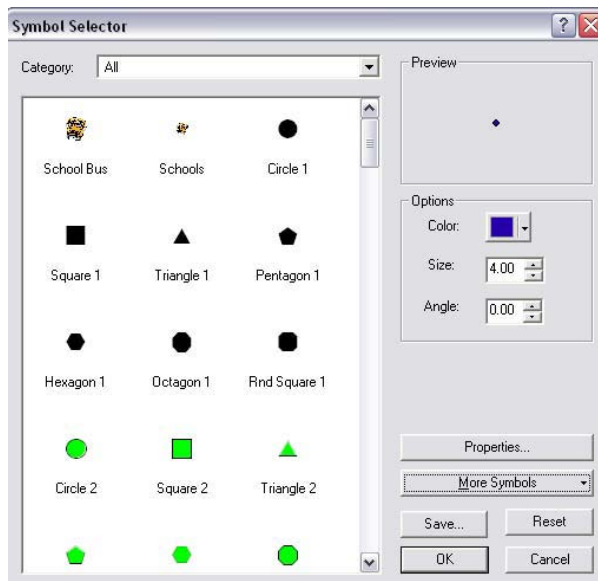 Symbol Selector
Category: All
School Bus Schools Circle 1
Square 1 Triangle 1 Pentagon 1
Hexagon 1 Octagon 1 Rnd Square 1
Circle 2 Square 2 Triangle 2
Preview
Options
Color:
Size: 4.00
Angle: 0.00
Properties...
More Symbols
Save... Reset
OK Cancel